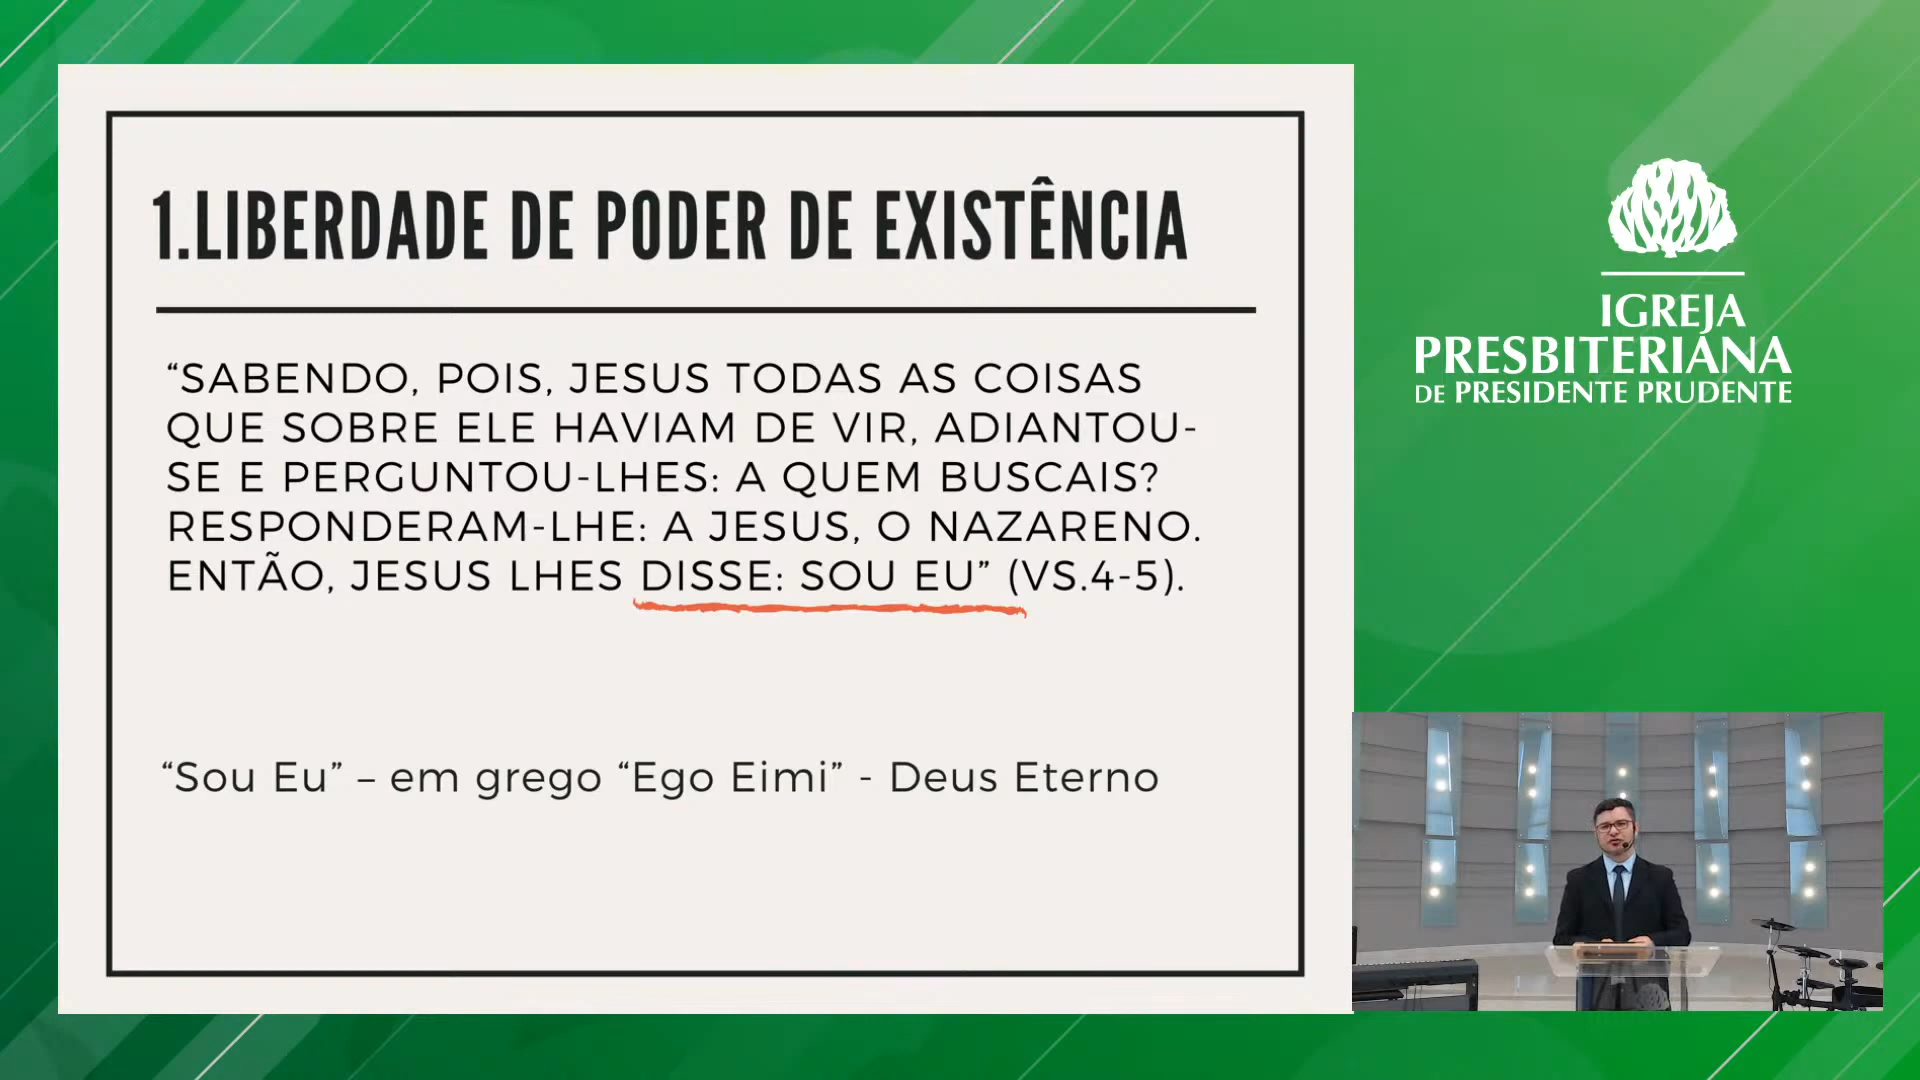 1.LIBERDADE DE PODER DE EXISTÊNCIA
“SABENDO, POIS, JESUS TODAS AS COISAS
QUE SOBRE ELE HAVIAM DE VIR, ADIANTOU-
SE E PERGUNTOU-LHES: A QUEM BUSCAIS?
RESPONDERAM-LHE: A JESUS, O NAZARENO.
ENTÃO, JESUS LHES DISSE: SOU EU” (VS.4-5).
“Sou Eu” – em grego “Ego Eimi” - Deus Eterno
IGREJA
PRESBITERIANA
DE PRESIDENTE PRUDENTE